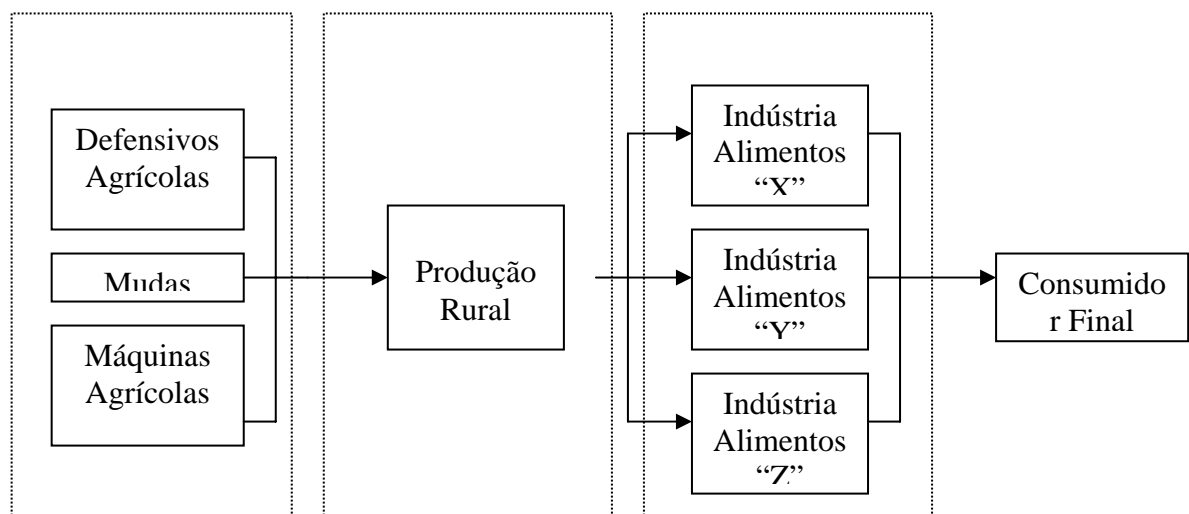 Defensivos
Agrícolas
Mudas
Máquinas
Agrícolas
Produção
Rural
Indústria
Alimentos
“X”
Indústria
Alimentos
“Y”
Indústria
Alimentos
“Z”
Consumido
r Final